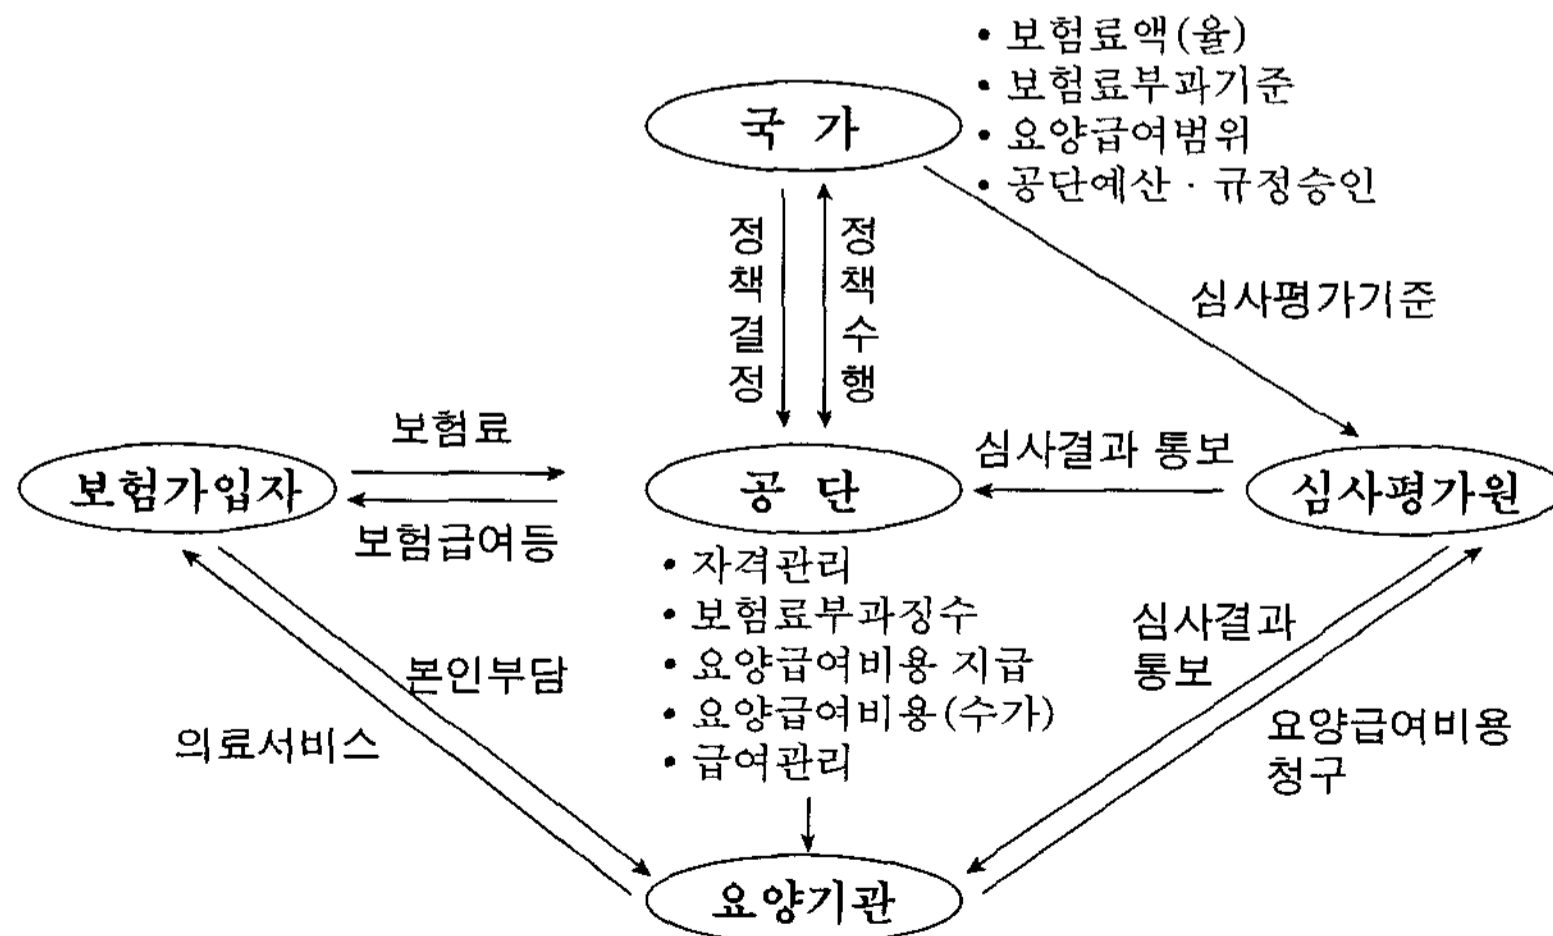 • 보험료액(율)
• 보험료부과기준
국 가
• 요양급여범위
• 공단예산 · 규정승인
정책결정
정책수행
심사평가기준
보험료
심사결과 통보
보험가입자
공 단
심사평가원
보험급여등
• 자격관리
• 보험료부과징수
• 요양급여비용 지급
• 요양급여비용(수가)
• 급여관리
심사결과
통보
본인부담
의료서비스
요양급여비용
청구
요양기관